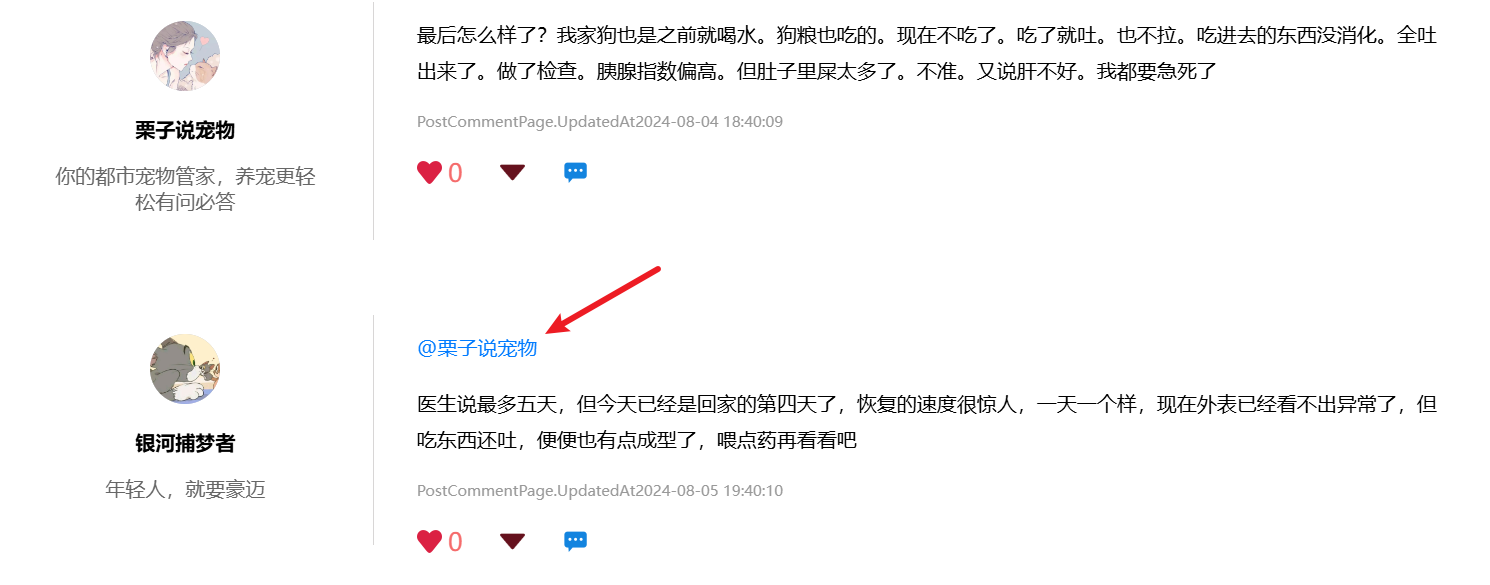 最后怎么样了？我家狗也是之前就喝水。狗粮也吃的。现在不吃了。吃了就吐。也不拉。吃进去的东西没消化。全吐
出来了。做了检查。胰腺指数偏高。但肚子里屎太多了。不准。又说肝不好。我都要急死了
PostCommentPage.UpdatedAt2024-08-04 18:40:09
0
栗子说宠物
你的都市宠物管家，养宠更轻
松有问必答
@栗子说宠物
医生说最多五天，但今天已经是回家的第四天了，恢复的速度很惊人，一天一个样，现在外表已经看不出异常了，但
吃东西还吐，便便也有点成型了，喂点药再看看吧
PostCommentPage.UpdatedAt2024-08-05 19:40:10
0
银河捕梦者
年轻人，就要豪迈